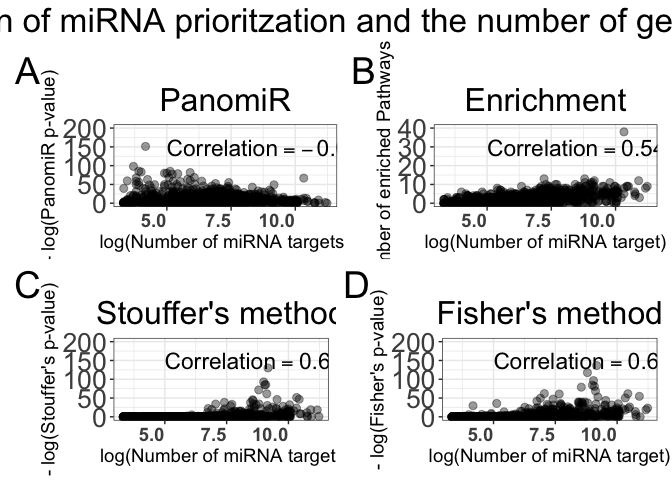 n of miRNA prioritzation and the number of ge
A
PanomiR
- log(PanomiR p-value)
200
150
100
50
0
Correlation = − 0.
5.0 7.5 10.0
log(Number of miRNA targets
B
Enrichment
nber of enriched Pathways
40
30
20
10
0
Correlation = 0.54
5.0 7.5 10.0
log(Number of miRNA target)
C
Stouffer's method
- log(Stouffer's p-value)
200
150
100
50
0
Correlation = 0.6
5.0 7.5 10.0
log(Number of miRNA target
D
Fisher's method
- log(Fisher's p-value)
200
150
100
50
0
Correlation = 0.6
5.0 7.5 10.0
log(Number of miRNA target)